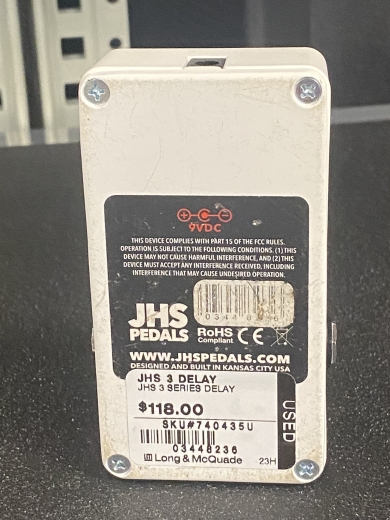 9VDC
THIS DEVICE COMPLIES WITH PART 15 OF THE FCC RULES.
OPERATION IS SUBJECT TO THE FOLLOWING CONDITIONS. (1) THIS
DEVICE MAY NOT CAUSE HARMFUL INTERFERENCE, AND (2) THIS
DEVICE MUST ACCEPT ANY INTERFERENCE RECEIVED, INCLUDING
INTERFERENCE THAT MAY CAUSE UNDESIRED OPERATION.
JHS
PEDALS
RoHS
Compliant
CE
WWW.JHSPEDALS.COM
DESIGNED AND BUILT IN KANSAS CITY USA
JHS 3 DELAY
JHS 3 SERIES DELAY
$118.00
USED
SKU#740435U
03448236
Long & McQuade
23H